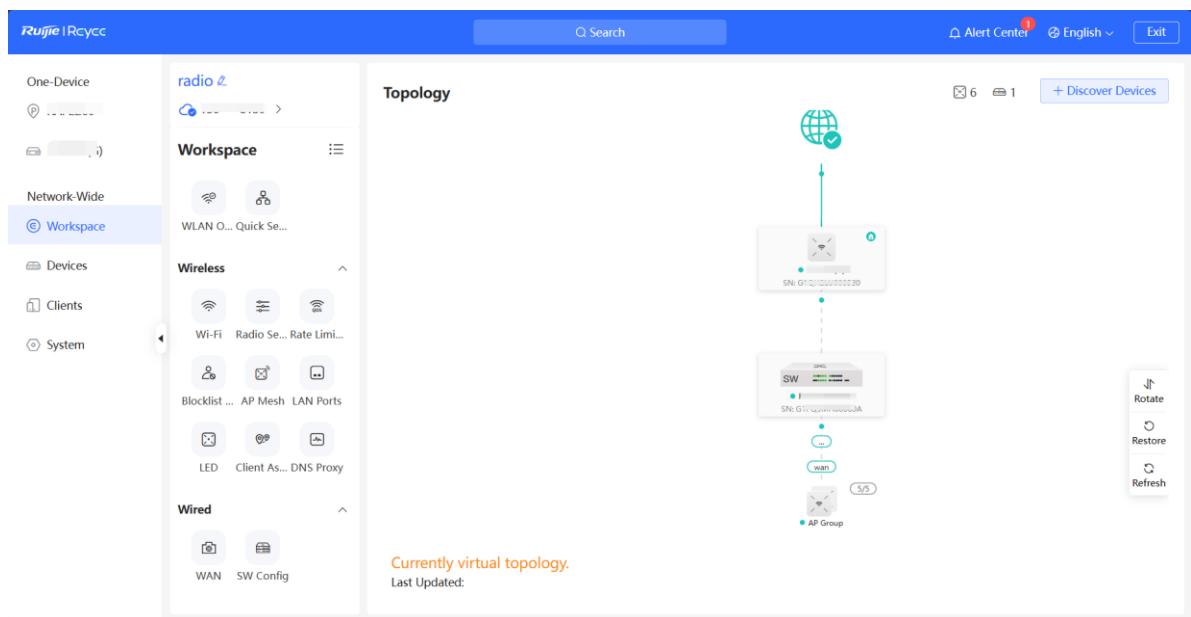 Ruijie | Rcycc
Search
Alert Center
1
English
Exit
One-Device
Network-Wide
Workspace
Devices
Clients
System
radio
Workspace
WLAN O... Quick Se...
Wireless
Wi-Fi Radio Se... Rate Limi...
Blocklist ... AP Mesh LAN Ports
LED Client As... DNS Proxy
Wired
WAN SW Config
Topology
6
1
+ Discover Devices
SN:
SW
SN:
...
wan
5/5
AP Group
Rotate
Restore
Refresh
Currently virtual topology.
Last Updated: